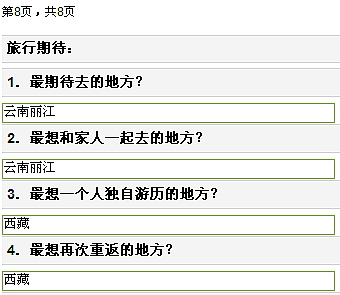 第8页，共8页
旅行期待：
1. 最期待去的地方？
云南丽江
2. 最想和家人一起去的地方？
云南丽江
3. 最想一个人独自游历的地方？
西藏
4. 最想再次重返的地方？
西藏